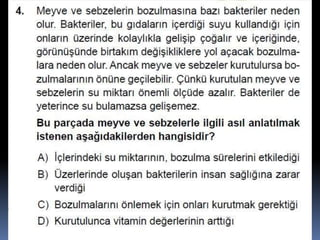 4. Meyve ve sebzelerin bozulmasına bazı bakteriler neden
olur. Bakteriler, bu gıdaların içerdiği suyu kullandığı için
onların üzerinde kolaylıkla gelişip çoğalır ve içeriğinde,
görünüşünde birtakım değişikliklere yol açacak bozulma-
lara neden olur. Ancak meyve ve sebzeler kurutulursa bo-
zulmalarının önüne geçilebilir. Çünkü kurutulan meyve ve
sebzelerin su miktarı önemli ölçüde azalır. Bakteriler de
yeterince su bulamazsa gelişemez.
Bu parçada meyve ve sebzelerle ilgili asıl anlatılmak
istenen aşağıdakilerden hangisidir?
A) İçlerindeki su miktarının, bozulma sürelerini etkilediği
B) Üzerlerinde oluşan bakterilerin insan sağlığına zarar
verdiği
C) Bozulmalarını önlemek için onları kurutmak gerektiği
D) Kurutulunca vitamin değerlerinin arttığı